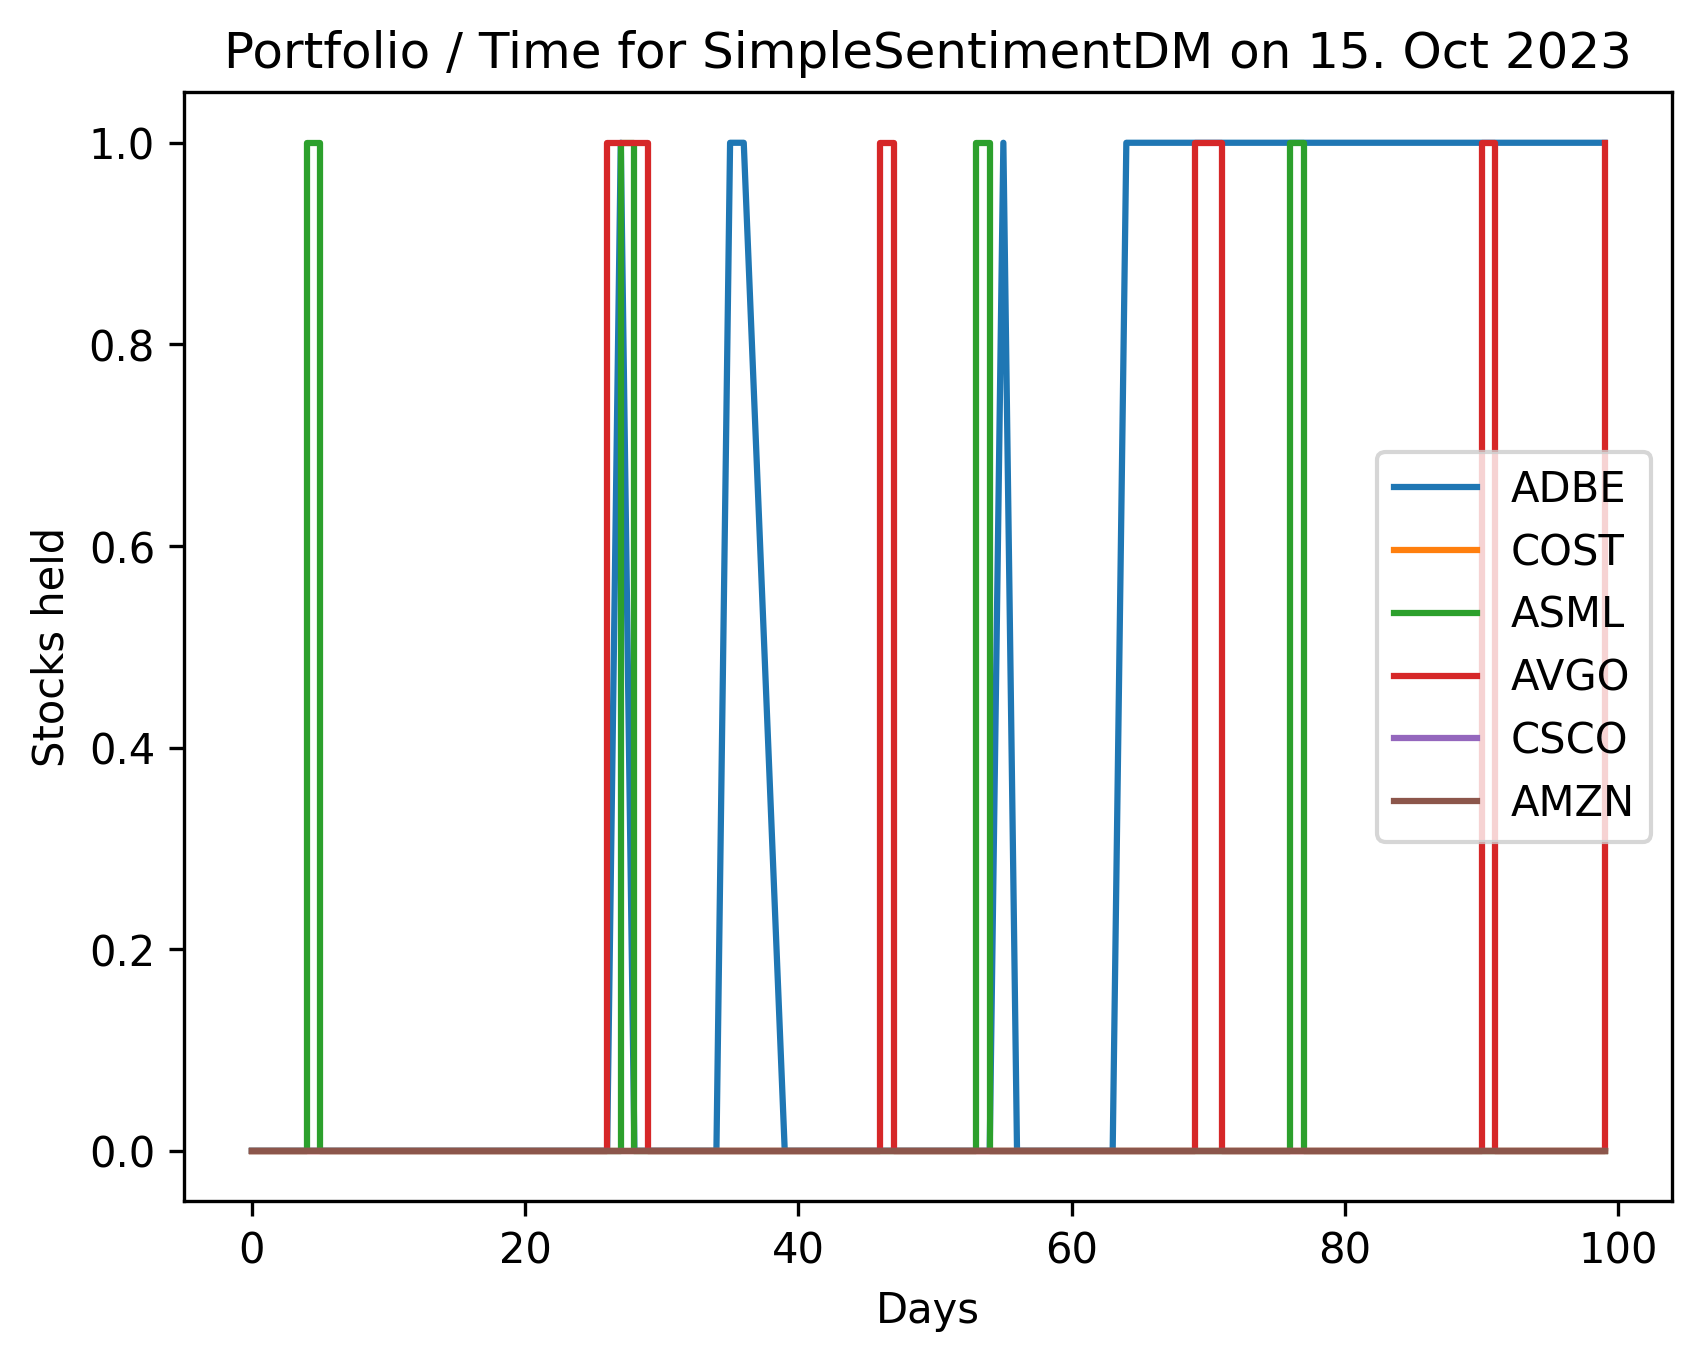 Portfolio / Time for SimpleSentimentDM on 15. Oct 2023
1.0
0.8
0.6
0.4
0.2
0.0
Stocks held
ADBE
COST
ASML
AVGO
CSCO
AMZN
0 20 40 60 80 100
Days